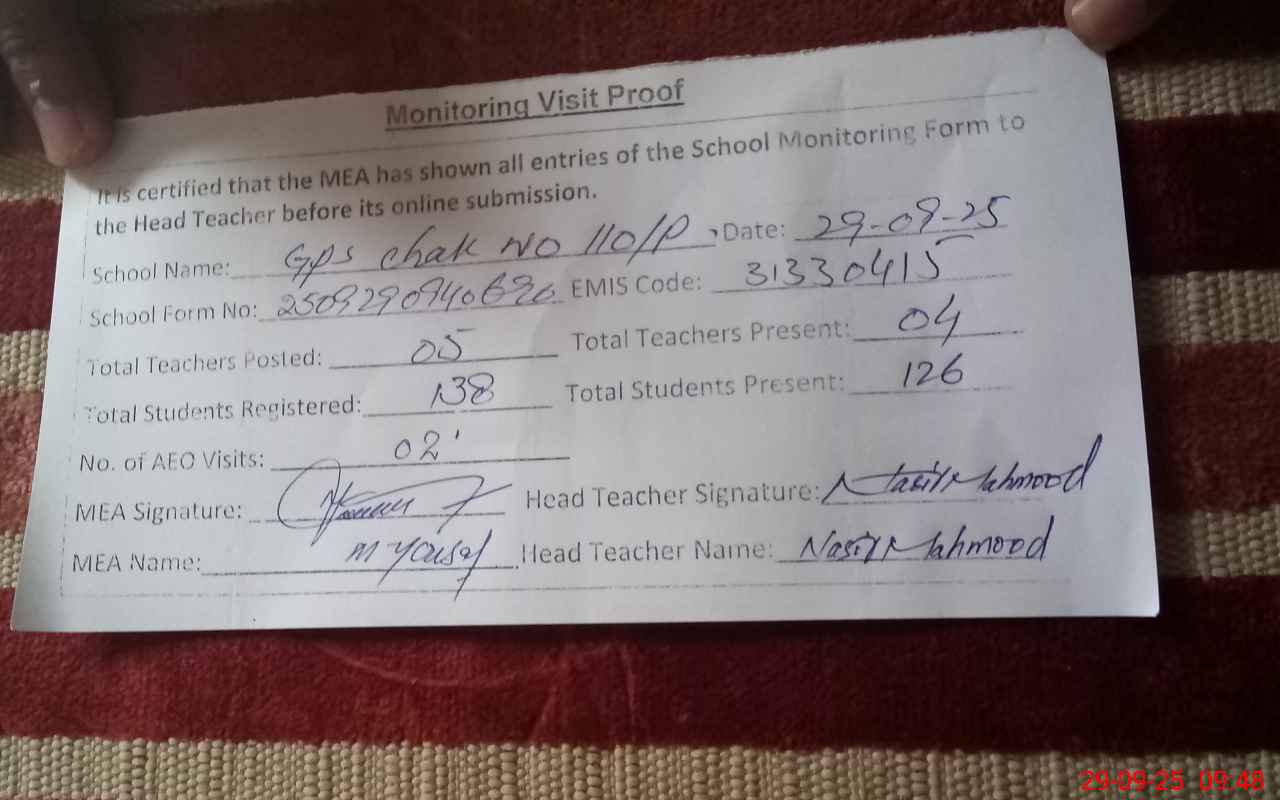 Monitoring Visit Proof
It is certified that the MEA has shown all entries of the School Monitoring Form to
the Head Teacher before its online submission.
School Name: GPS Chak NO 110/P Date: 29-09-25
School Form No: EMIS Code: 31330415
Total Teachers Posted: 05 Total Teachers Present: 04
Total Students Registered: 138 Total Students Present: 126
No. of AEO Visits: 02
MEA Signature: Head Teacher Signature: Nasir Mahmood
MEA Name: M Yousaf Head Teacher Name: Nasir Mahmood
29-09-25 09:48